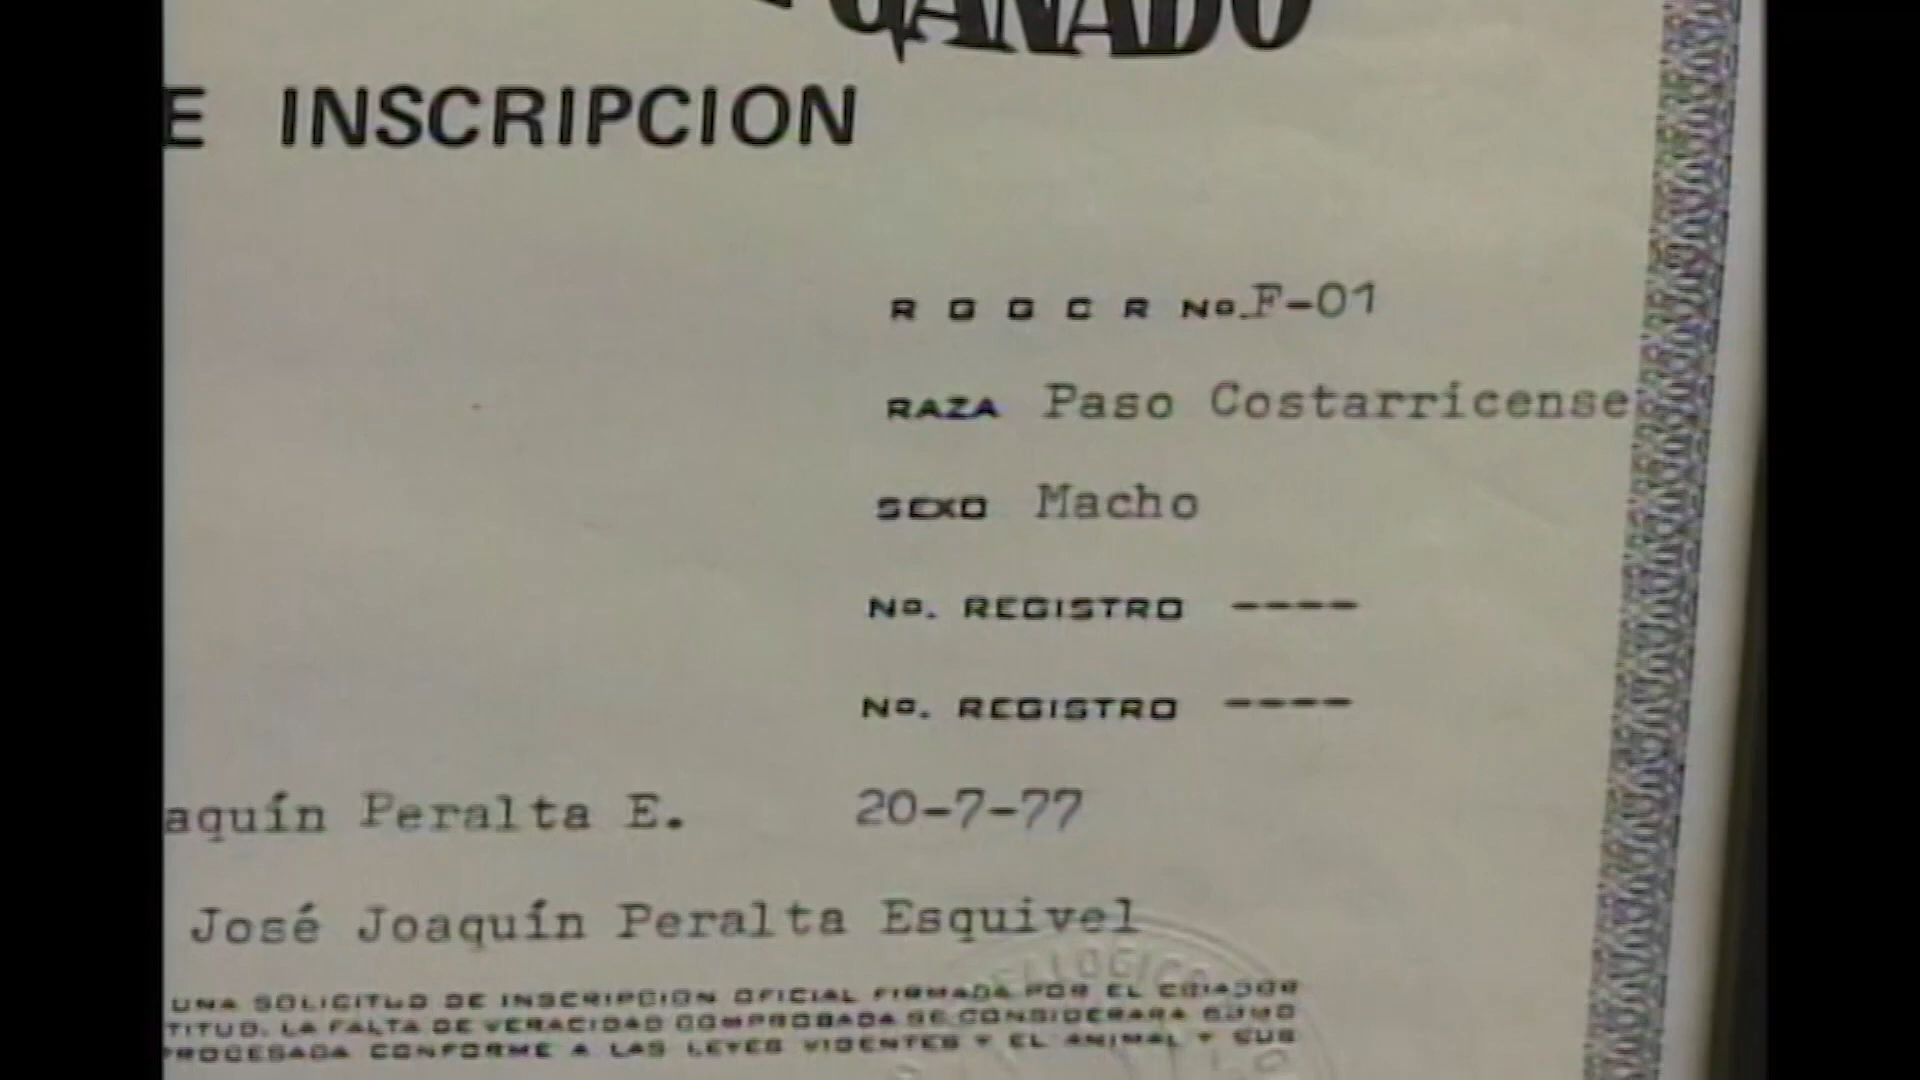 GANADO
E INSCRIPCION
R G G C R No. F-01
RAZA Paso Costarricense
SEXO Macho
No. REGISTRO ----
No. REGISTRO ----
aquín Peralta E. 20-7-77
José Joaquín Peralta Esquivel
UNA SOLICITUD DE INSCRIPCION OFICIAL FIRMADA POR EL CRIADOR
TITUD. LA FALTA DE VERACIDAD COMPROBADA SE CONSIDERARA COMO
PROCESADA CONFORME A LAS LEYES VIGENTES Y EL ANIMAL Y SUS